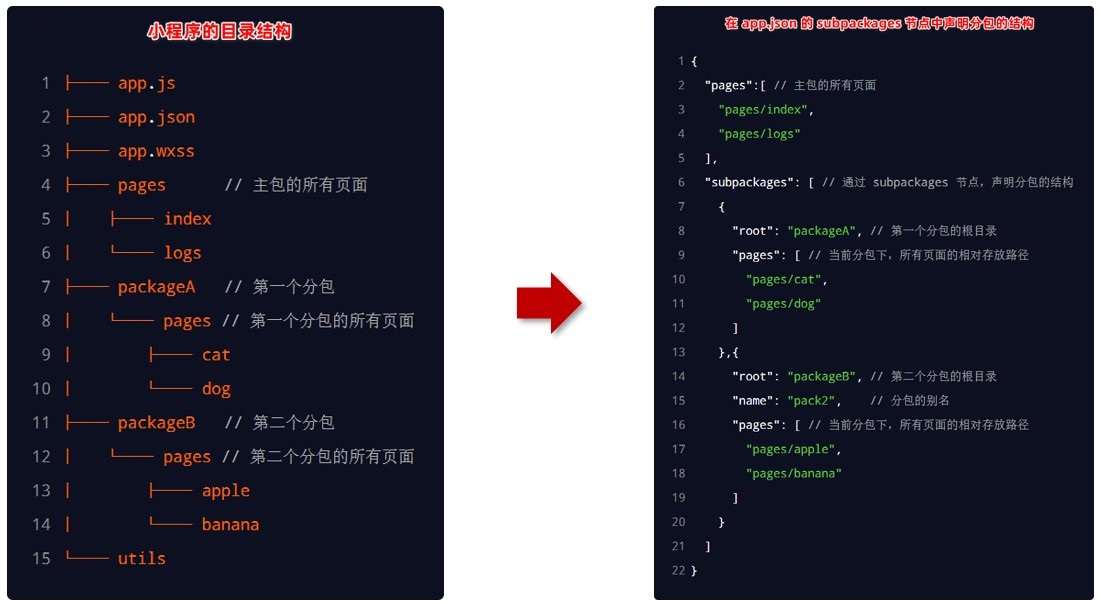 小程序的目录结构
1 ├── app.js
2 ├── app.json
3 ├── app.wxss
4 ├── pages // 主包的所有页面
5 │ ├── index
6 │ └── logs
7 ├── packageA // 第一个分包
8 │ └── pages // 第一个分包的所有页面
9 │ ├── cat
10 │ └── dog
11 ├── packageB // 第二个分包
12 │ └── pages // 第二个分包的所有页面
13 │ ├── apple
14 │ └── banana
15 └── utils
在 app.json 的 subpackages 节点中声明分包的结构
1 {
2 "pages":[ // 主包的所有页面
3 "pages/index",
4 "pages/logs"
5 ],
6 "subpackages": [ // 通过 subpackages 节点，声明分包的结构
7 {
8 "root": "packageA", // 第一个分包的根目录
9 "pages": [ // 当前分包下，所有页面的相对存放路径
10 "pages/cat",
11 "pages/dog"
12 ]
13 },{
14 "root": "packageB", // 第二个分包的根目录
15 "name": "pack2", // 分包的别名
16 "pages": [ // 当前分包下，所有页面的相对存放路径
17 "pages/apple",
18 "pages/banana"
19 ]
20 }
21 ]
22 }